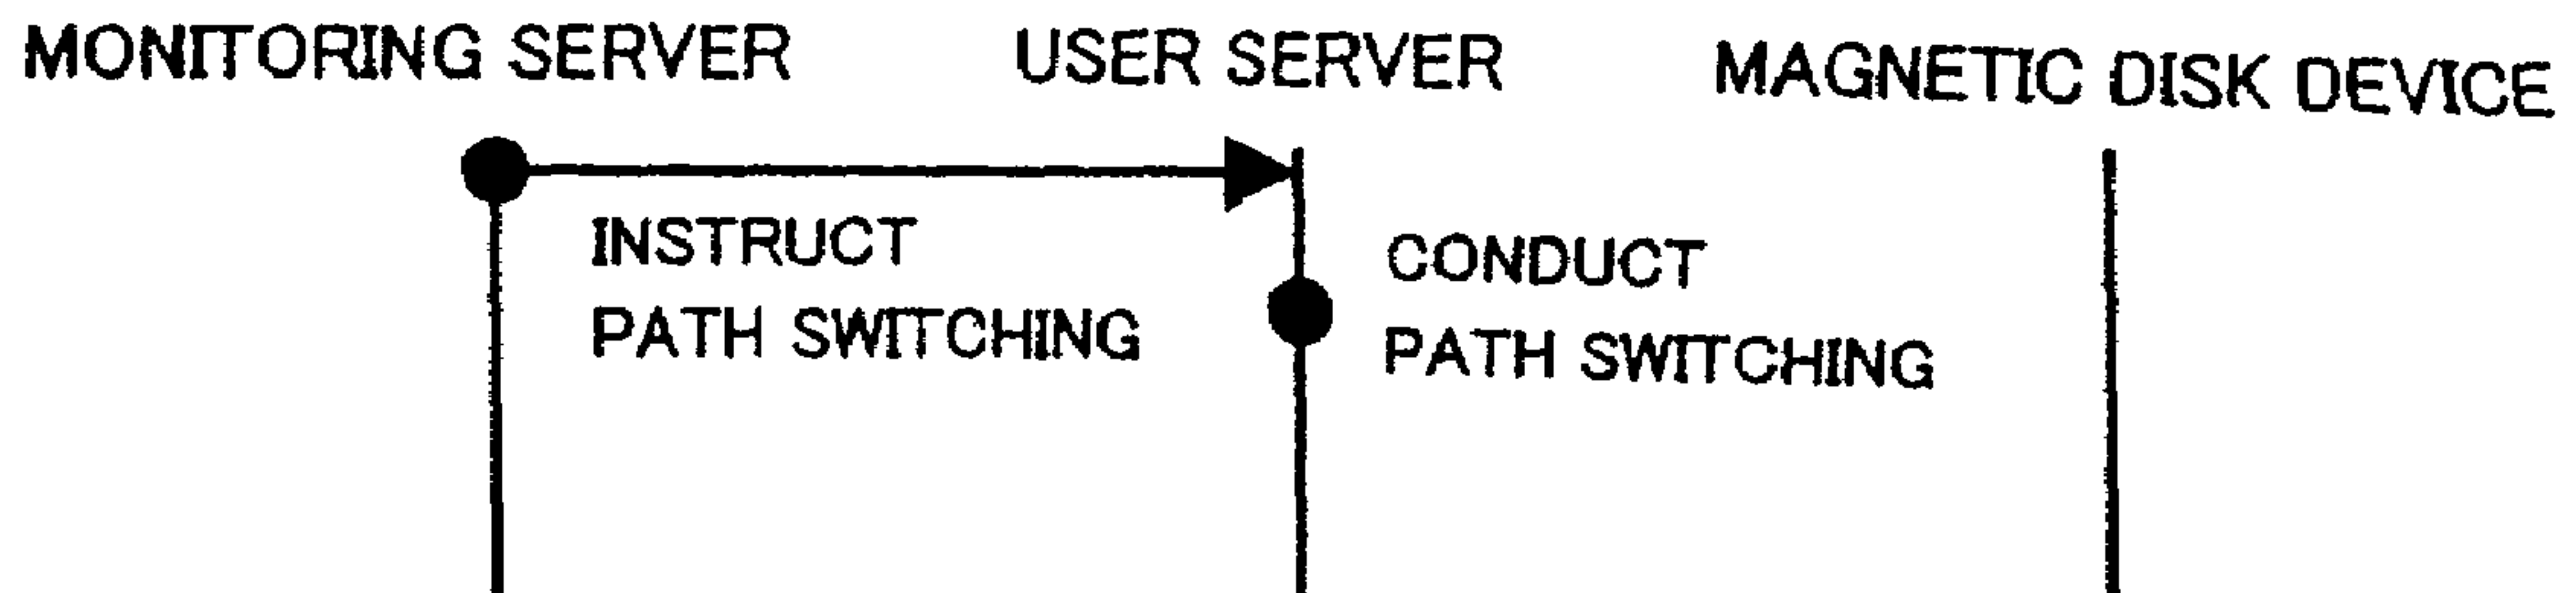 MONITORING SERVER
USER SERVER
MAGNETIC DISK DEVICE
INSTRUCT
PATH SWITCHING
CONDUCT
PATH SWITCHING